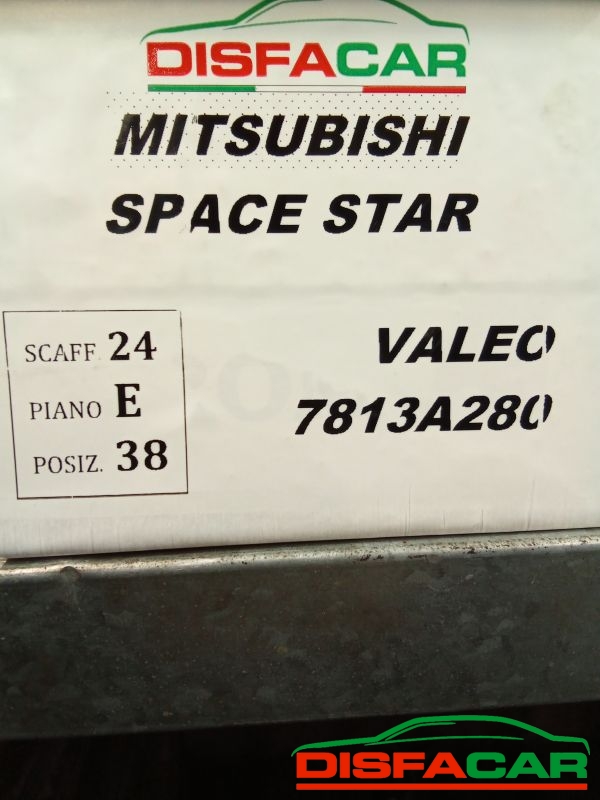 DISFACAR
MITSUBISHI
SPACE STAR
SCAFF. 24
PIANO E
POSIZ. 38
VALEO
7813A280
DISFACAR